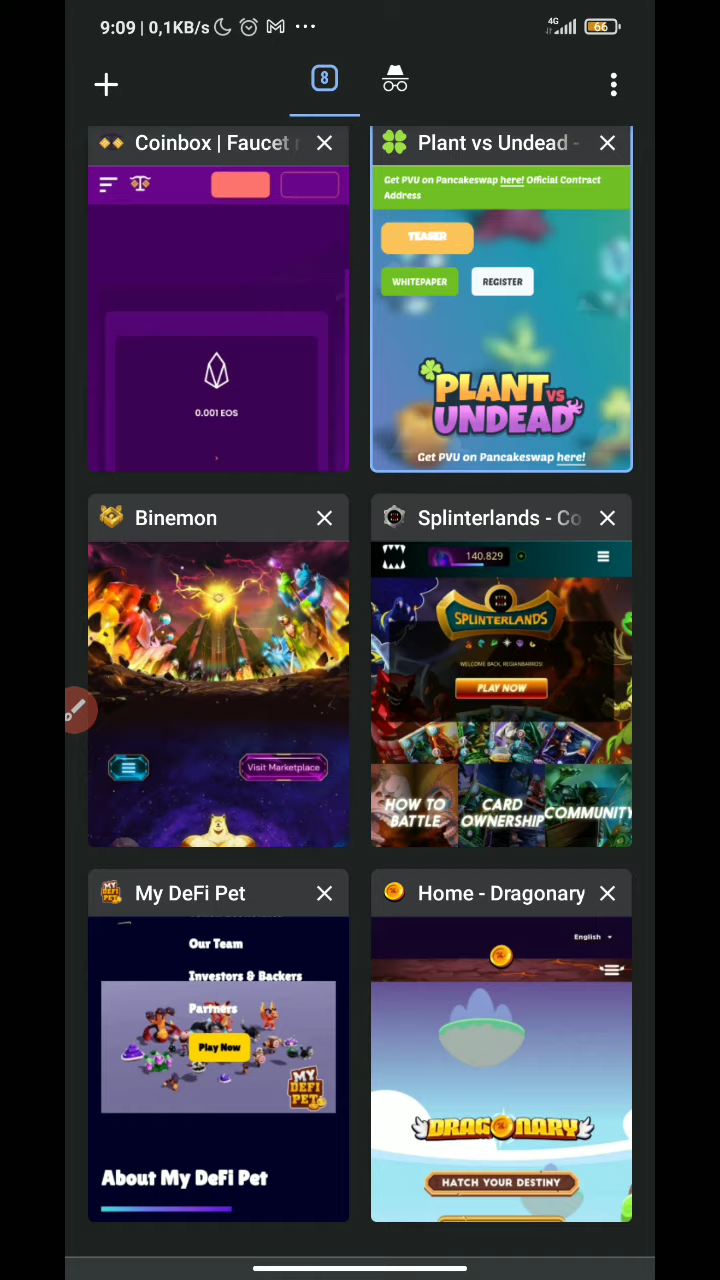 9:09 | 0,1KB/s
4G
66
8
Coinbox | Faucet
0.001 EOS
Plant vs Undead -
Get PVU on Pancakeswap here! Official Contract
Address
TEASER
WHITEPAPER
REGISTER
PLANT VS
UNDEAD
Get PVU on Pancakeswap here!
Binemon
Visit Marketplace
Splinterlands - Co
140.829
SPLINTERLANDS
WELCOME BACK, REGIANBARROS!
PLAY NOW
HOW TO
BATTLE
CARD
OWNERSHIP
COMMUNITY
My DeFi Pet
Our Team
Investors & Backers
Partners
Play Now
MY
DEFI
PET
About My DeFi Pet
Home - Dragonary
English
DRAGONARY
HATCH YOUR DESTINY